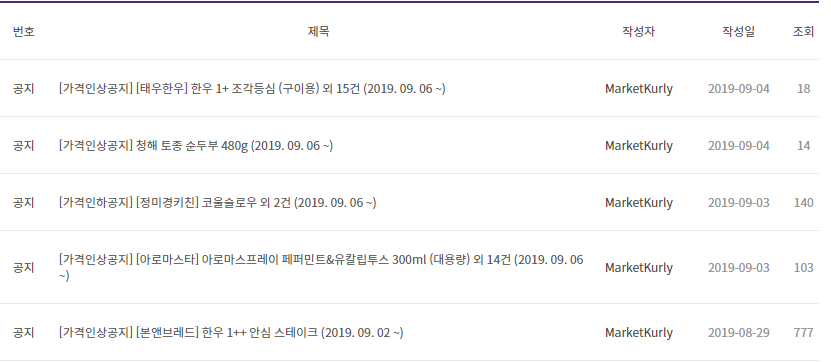 번호 제목 작성자 작성일 조회
공지 [가격인상공지] [태우한우] 한우 1+ 조각등심 (구이용) 외 15건 (2019. 09. 06 ~) MarketKurly 2019-09-04 18
공지 [가격인상공지] 청해 토종 순두부 480g (2019. 09. 06 ~) MarketKurly 2019-09-04 14
공지 [가격인하공지] [정미경키친] 코울슬로우 외 2건 (2019. 09. 06 ~) MarketKurly 2019-09-03 140
공지 [가격인상공지] [아로마스타] 아로마스프레이 페퍼민트&유칼립투스 300ml (대용량) 외 14건 (2019. 09. 06
~) MarketKurly 2019-09-03 103
공지 [가격인상공지] [본앤브레드] 한우 1++ 안심 스테이크 (2019. 09. 02 ~) MarketKurly 2019-08-29 777